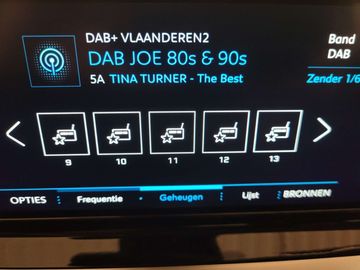 DAB+ VLAANDEREN2
DAB JOE 80s & 90s
5A TINA TURNER - The Best
Band
DAB
Zender 1/6
9 10 11 12 13
OPTIES Frequentie Geheugen Lijst BRONNEN